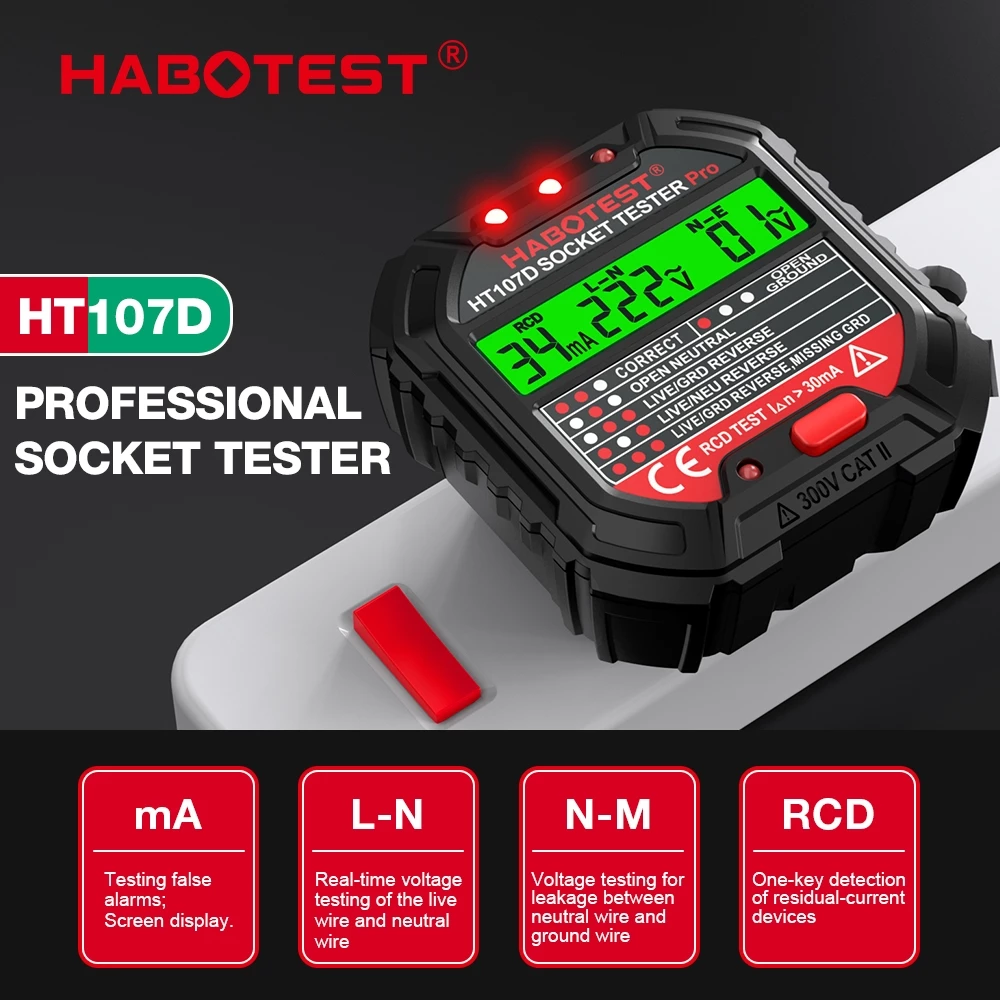 HABOTEST®
HT107D
PROFESSIONAL
SOCKET TESTER
HABOTEST®
HT107D SOCKET TESTER Pro
RCD L-N N-E
34mA 222V~ 01V~
CORRECT
OPEN GROUND
OPEN NEUTRAL
LIVE/GRD REVERSE
LIVE/NEU REVERSE
LIVE/GRD REVERSE,MISSING GRD
CE RCD TEST I△n > 30mA
300V CAT II
mA
Testing false
alarms;
Screen display.
L-N
Real-time voltage
testing of the live
wire and neutral
wire
N-M
Voltage testing for
leakage between
neutral wire and
ground wire
RCD
One-key detection
of residual-current
devices